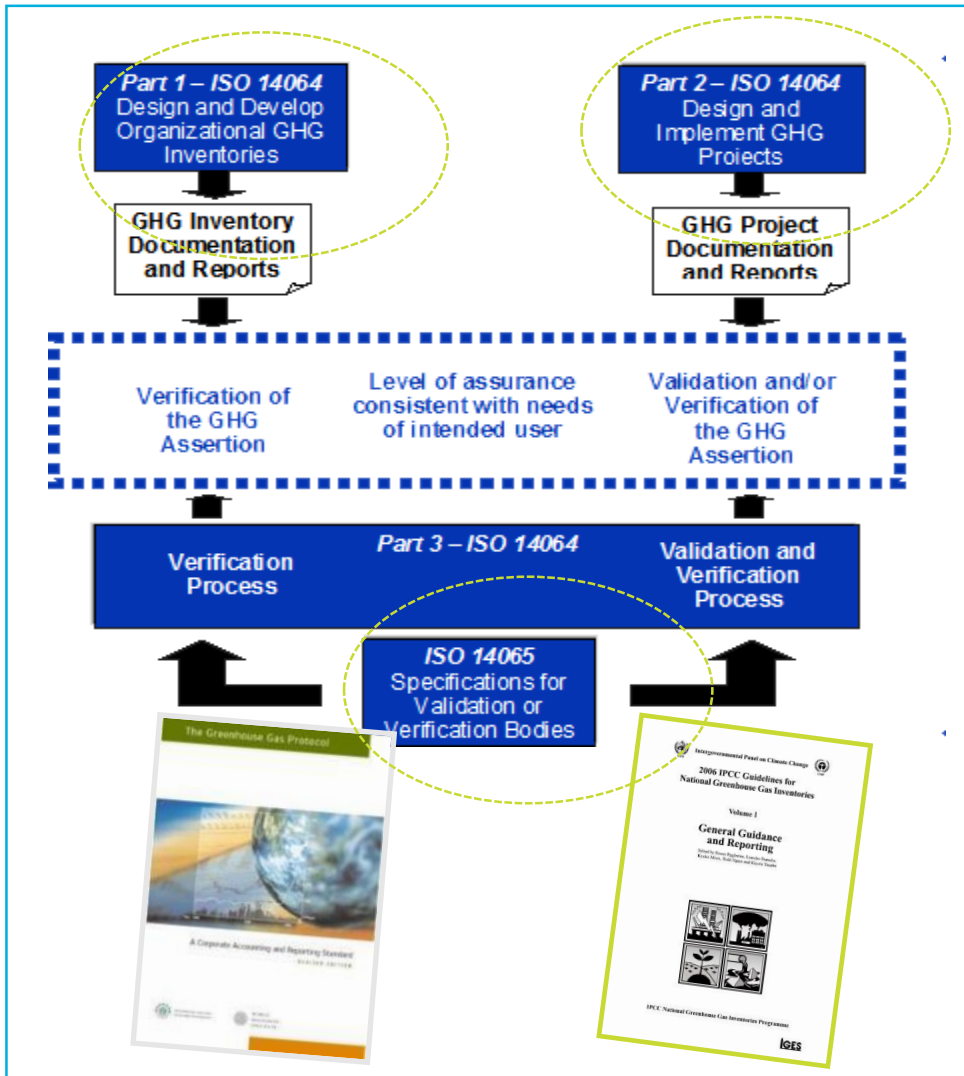 Part 1 – ISO 14064
Design and Develop
Organizational GHG
Inventories
Part 2 – ISO 14064
Design and
Implement GHG
Projects
GHG Inventory
Documentation
and Reports
GHG Project
Documentation
and Reports
Verification of
the GHG
Assertion
Level of assurance
consistent with needs
of intended user
Validation and/or
Verification of
the GHG
Assertion
Part 3 – ISO 14064
Verification
Process
Validation and
Verification
Process
ISO 14065
Specifications for
Validation or
Verification Bodies
The Greenhouse Gas Protocol
A Corporate Accounting and Reporting Standard
REVISED EDITION
Intergovernmental Panel on Climate Change
2006 IPCC Guidelines for
National Greenhouse Gas Inventories
Volume 1
General Guidance
and Reporting
IPCC National Greenhouse Gas Inventories Programme
IGES